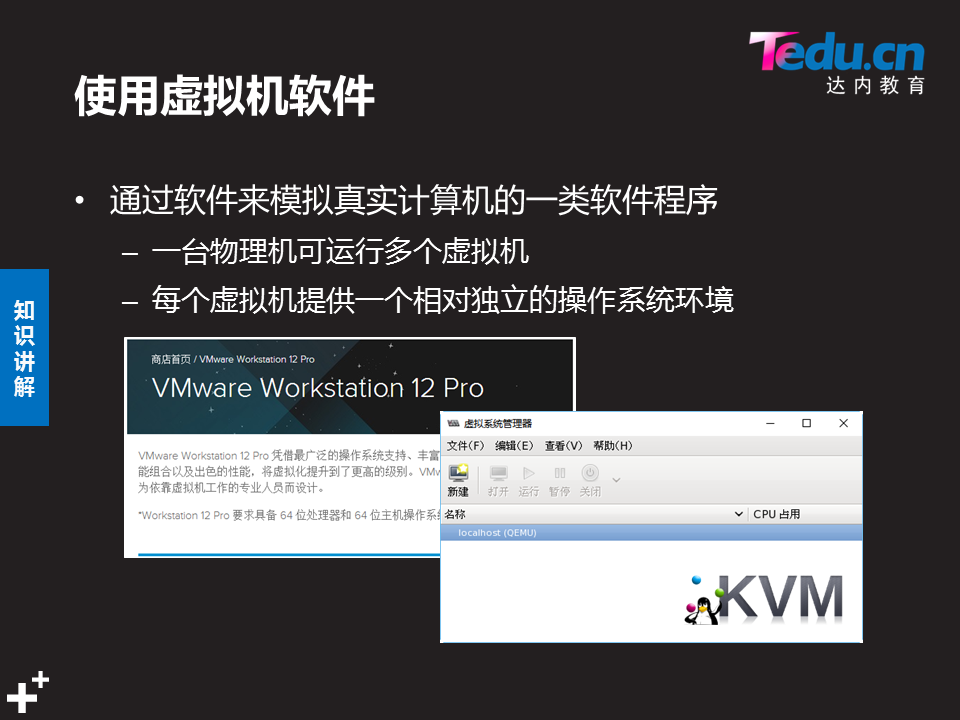 Tedu.cn
达内教育
使用虚拟机软件
• 通过软件来模拟真实计算机的一类软件程序
– 一台物理机可运行多个虚拟机
– 每个虚拟机提供一个相对独立的操作系统环境
知识讲解
商店首页 / VMware Workstation 12 Pro
VMware Workstation 12 Pro
VMware Workstation 12 Pro 凭借最广泛的操作系统支持、丰富
能组合以及出色的性能，将虚拟化提升到了更高的级别。VMw
为依靠虚拟机工作的专业人员而设计。
*Workstation 12 Pro 要求具备 64 位处理器和 64 位主机操作系统
虚拟系统管理器
文件(F) 编辑(E) 查看(V) 帮助(H)
新建 打开 运行 暂停 关闭
名称 CPU 占用
localhost (QEMU)
KVM